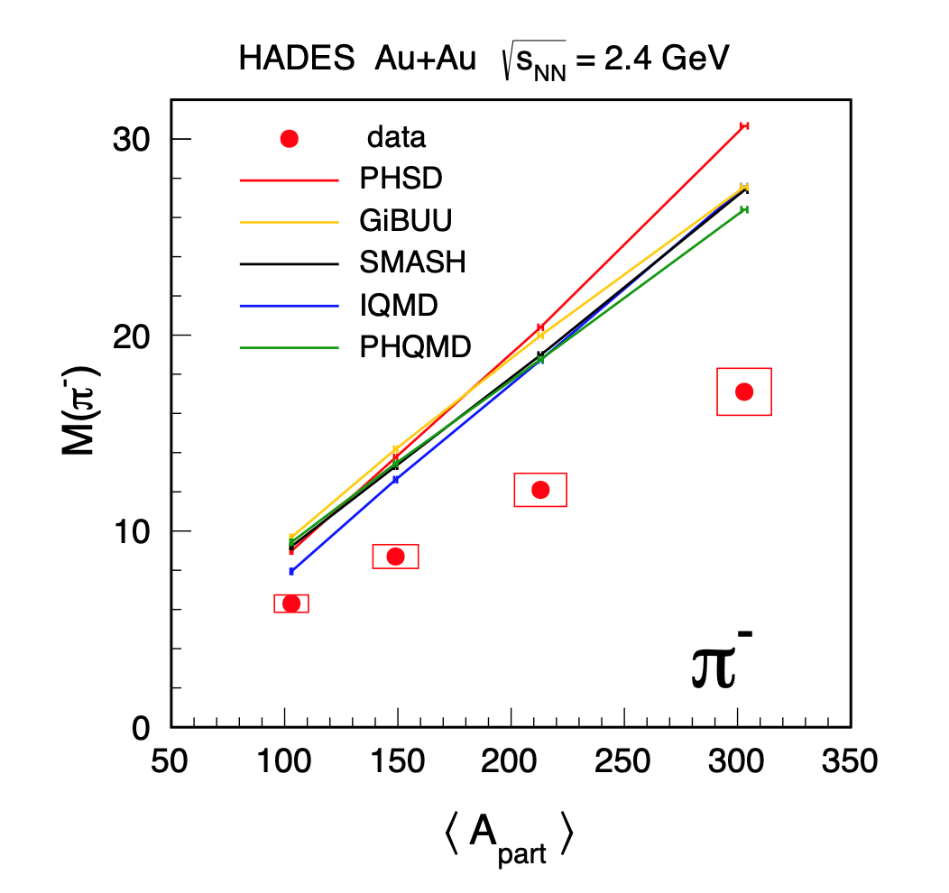 HADES Au+Au √sNN = 2.4 GeV
30
data
PHSD
GiBUU
SMASH
IQMD
PHQMD
20
M(π-)
10
π-
0
50 100 150 200 250 300 350
⟨ Apart ⟩